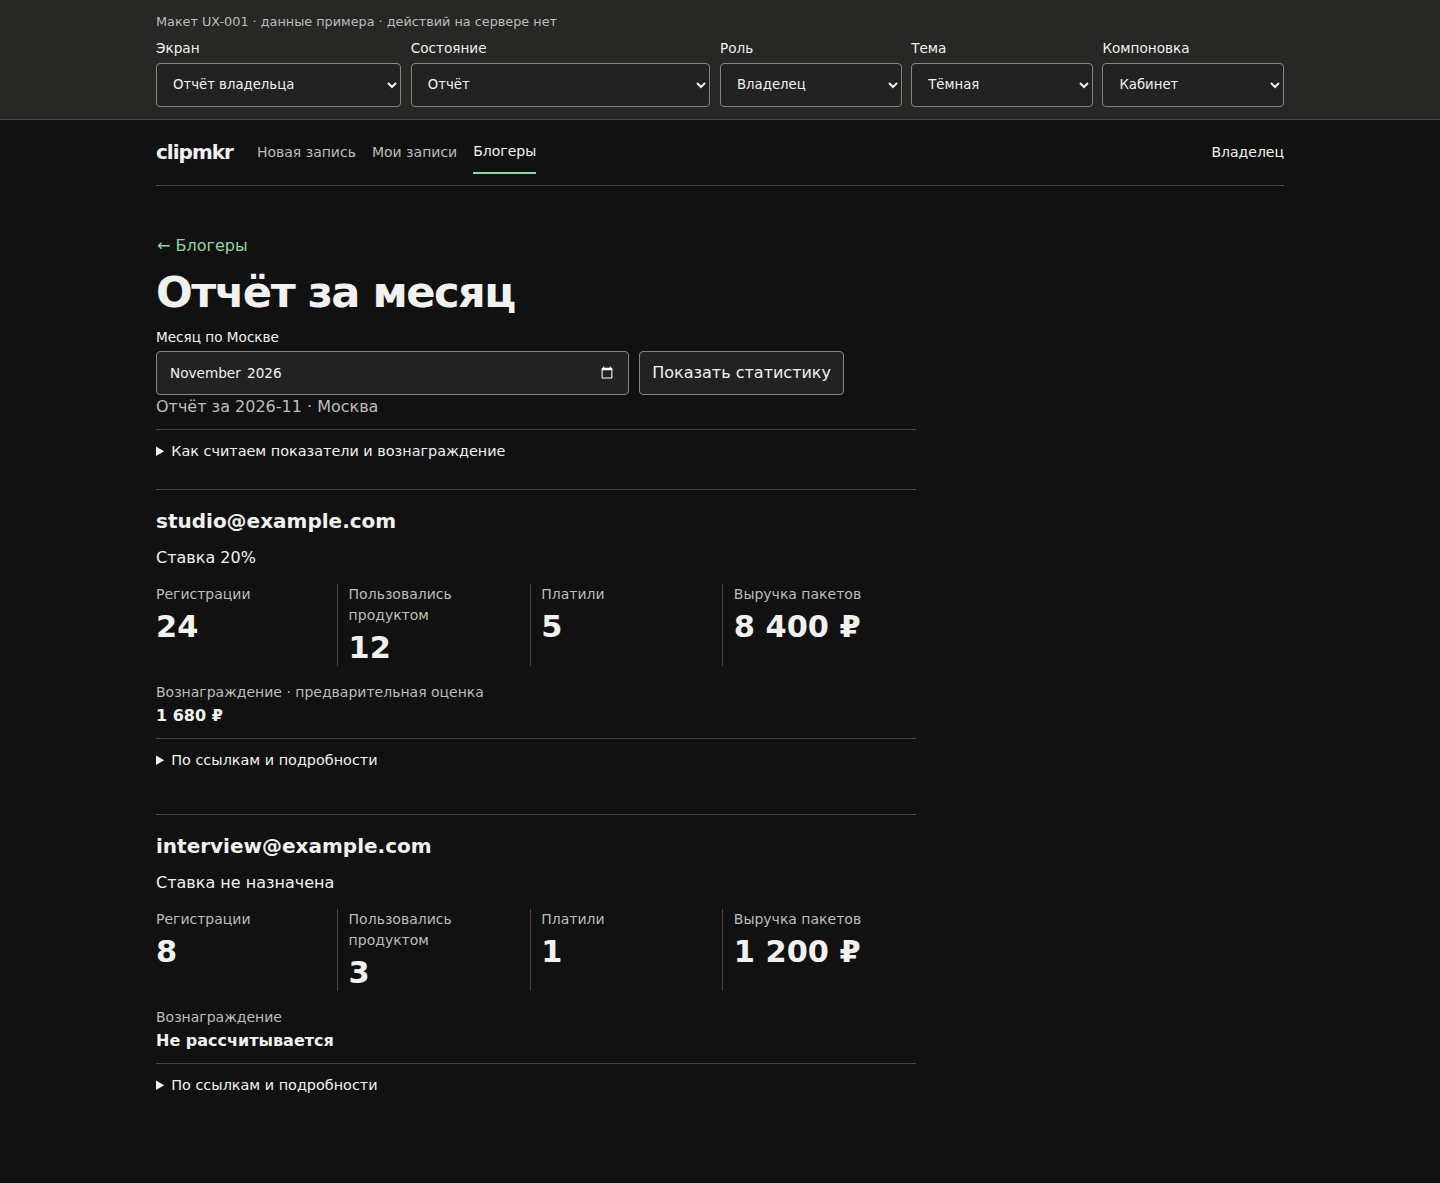 Макет UX-001 · данные примера · действий на сервере нет
Экран Состояние Роль Тема Компоновка
Отчёт владельца Отчёт Владелец Тёмная Кабинет
clipmkr Новая запись Мои записи Блогеры Владелец
← Блогеры
Отчёт за месяц
Месяц по Москве
November 2026 Показать статистику
Отчёт за 2026-11 · Москва
▶ Как считаем показатели и вознаграждение
studio@example.com
Ставка 20%
Регистрации Пользовались продуктом Платили Выручка пакетов
24 12 5 8 400 ₽
Вознаграждение · предварительная оценка
1 680 ₽
▶ По ссылкам и подробности
interview@example.com
Ставка не назначена
Регистрации Пользовались продуктом Платили Выручка пакетов
8 3 1 1 200 ₽
Вознаграждение
Не рассчитывается
▶ По ссылкам и подробности